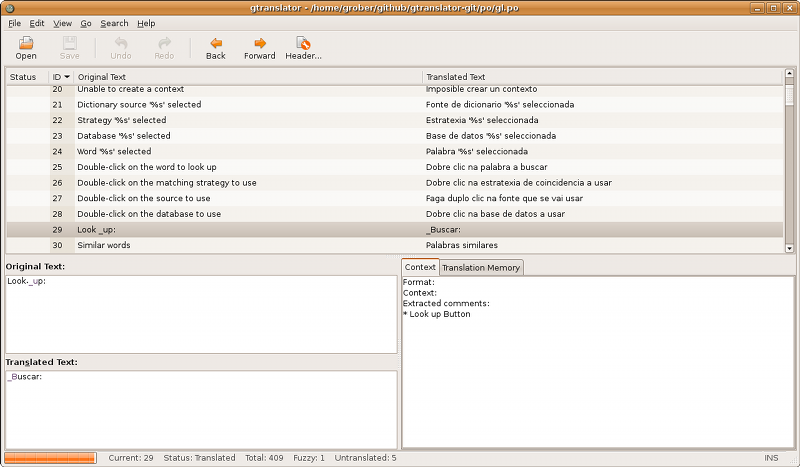 gtranslator - /home/grober/github/gtranslator-git/po/gl.po
File Edit View Go Search Help
Open Save Undo Redo Back Forward Header...
Status ID Original Text Translated Text
20 Unable to create a context Imposible crear un contexto
21 Dictionary source '%s' selected Fonte de dicionario '%s' seleccionada
22 Strategy '%s' selected Estratexia '%s' seleccionada
23 Database '%s' selected Base de datos '%s' seleccionada
24 Word '%s' selected Palabra '%s' seleccionada
25 Double-click on the word to look up Dobre clic na palabra a buscar
26 Double-click on the matching strategy to use Dobre clic na estratexia de coincidencia a usar
27 Double-click on the source to use Faga duplo clic na fonte que se vai usar
28 Double-click on the database to use Dobre clic na base de datos a usar
29 Look _up: _Buscar:
30 Similar words Palabras similares
Original Text:
Look·_up:
Translated Text:
_Buscar:
Context Translation Memory
Format:
Context:
Extracted comments:
* Look up Button
Current: 29 Status: Translated Total: 409 Fuzzy: 1 Untranslated: 5 INS